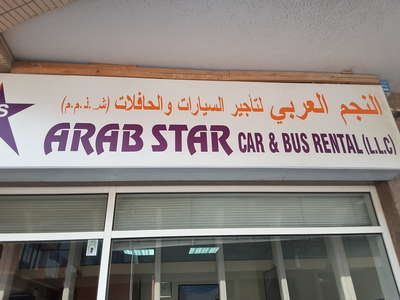 النجم العربي لتأجير السيارات والحافلات (ش.ذ.م.م)
S
ARAB STAR CAR & BUS RENTAL (L.L.C)